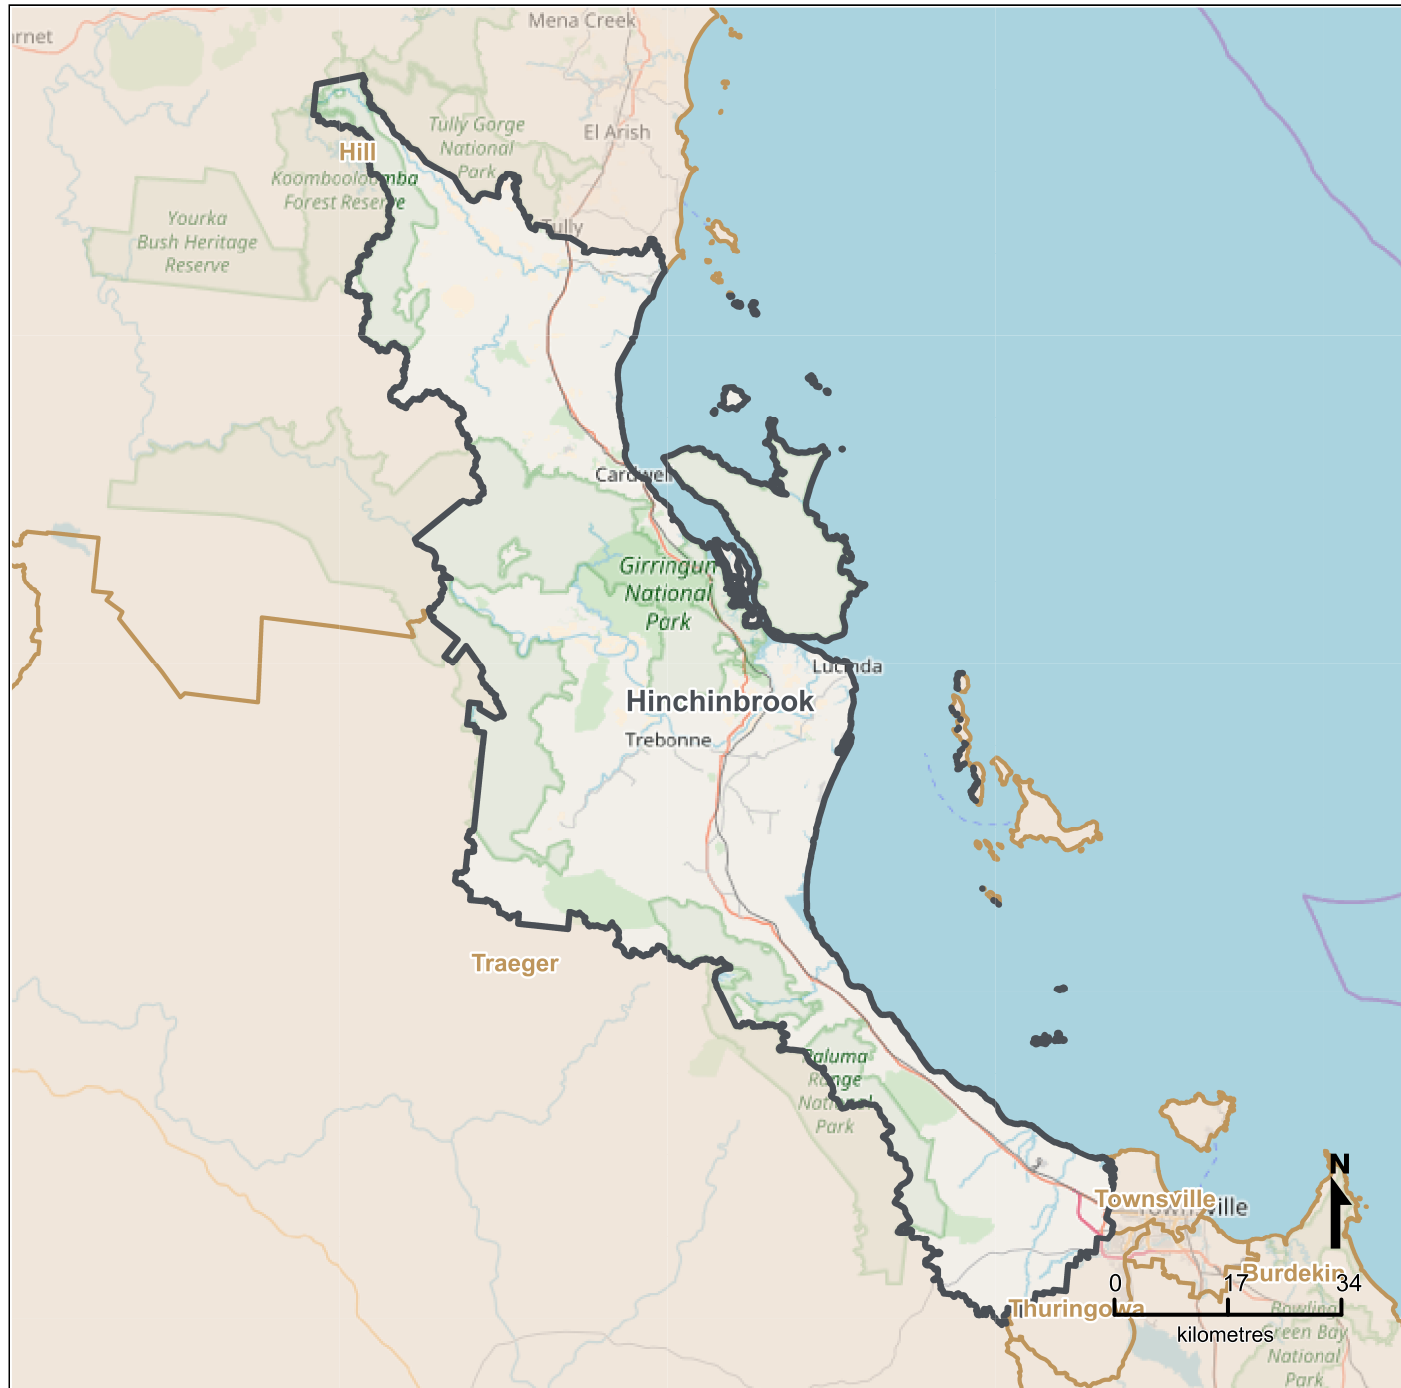 Mena Creek
rnet
El Arish
Tully Gorge
National
Park
Hill
Koombooloomba
Forest Reserve
Yourka
Bush Heritage
Reserve
Tully
Cardwell
Girringun
National
Park
Lucinda
Hinchinbrook
Trebonne
Traeger
Paluma
Range
National
Park
Townsville
Townsville
Burdekin
Thuringowa
N
0 17 34
kilometres
Bowling
Green Bay
National
Park